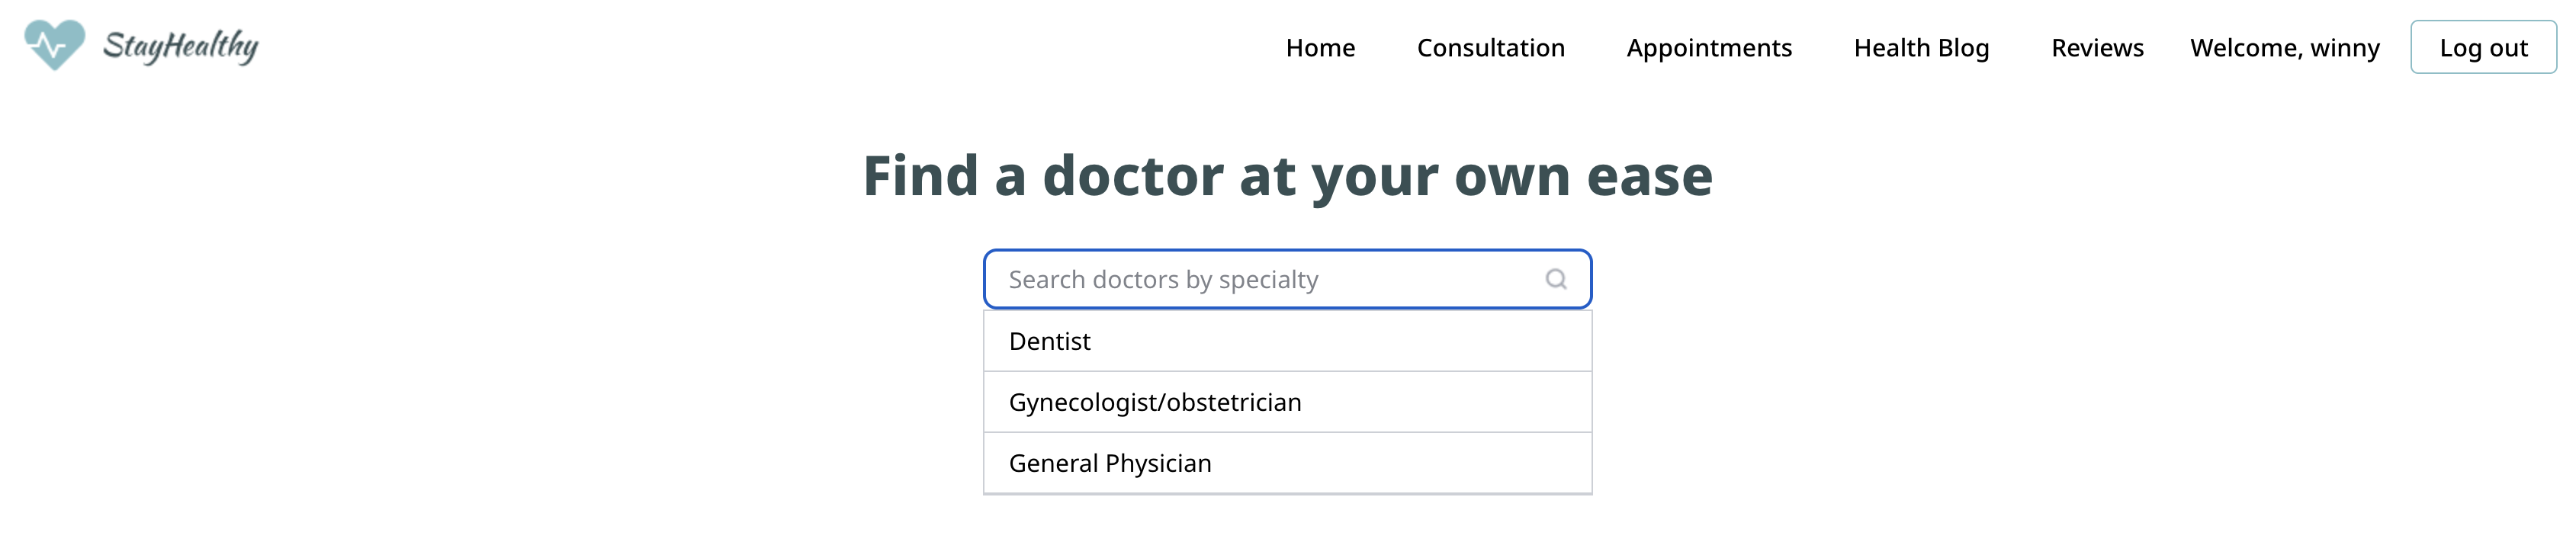 StayHealthy Home Consultation Appointments Health Blog Reviews Welcome, winny Log out
Find a doctor at your own ease
Search doctors by specialty
Dentist
Gynecologist/obstetrician
General Physician